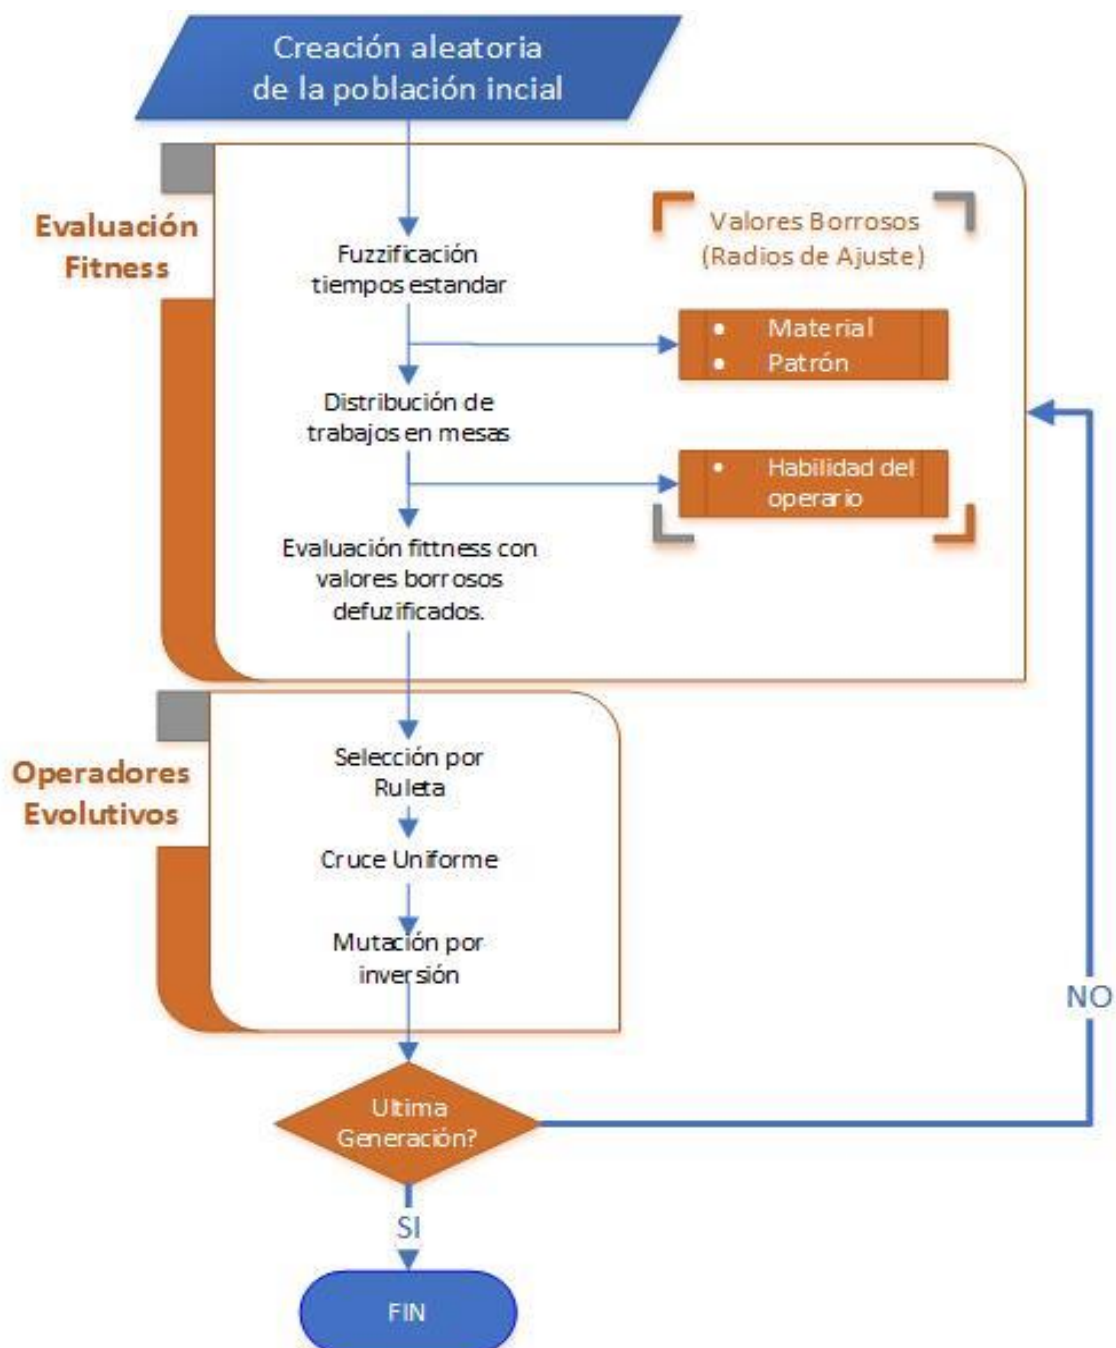 Creación aleatoria
de la población incial
Evaluación
Fitness
Fuzzificación
tiempos estandar
Valores Borrosos
(Radios de Ajuste)
• Material
• Patrón
Distribución de
trabajos en mesas
• Habilidad del
operario
Evaluación fittness con
valores borrosos
defuzificados.
Operadores
Evolutivos
Selección por
Ruleta
Cruce Uniforme
Mutación por
inversión
NO
Ultima
Generación?
SI
FIN